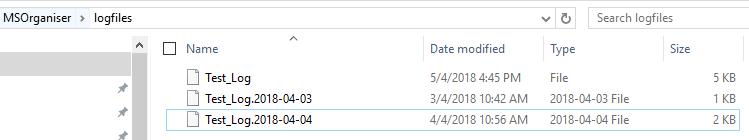 MSOrganiser > logfiles Search logfiles
Name Date modified Type Size
Test_Log 5/4/2018 4:45 PM File 5 KB
Test_Log.2018-04-03 3/4/2018 10:42 AM 2018-04-03 File 1 KB
Test_Log.2018-04-04 4/4/2018 10:56 AM 2018-04-04 File 2 KB